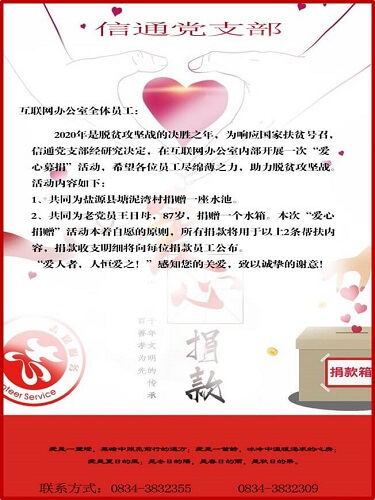 信通党支部
互联网办公室全体员工：
2020年是脱贫攻坚战的决胜之年，为响应国家扶贫号召，
信通党支部经研究决定，在互联网办公室内部开展一次“爱
心募捐”活动，希望各位员工尽绵薄之力，助力脱贫攻坚战。
活动内容如下：
1、共同为盐源县塘泥湾村捐赠一座水池。
2、共同为老党员王日母，87岁，捐赠一个水箱。本次“爱心
捐赠”活动本着自愿的原则，所有捐款将用于以上2条帮扶内
容，捐款收支明细将向每位捐款员工公布。
“爱人者，人恒爱之！”感知您的关爱，致以诚挚的谢意！
爱心
捐款
千年文明的传承
百善孝为先
Volunteer Service
捐款箱
联系方式：0834-3832355 0834-3832309